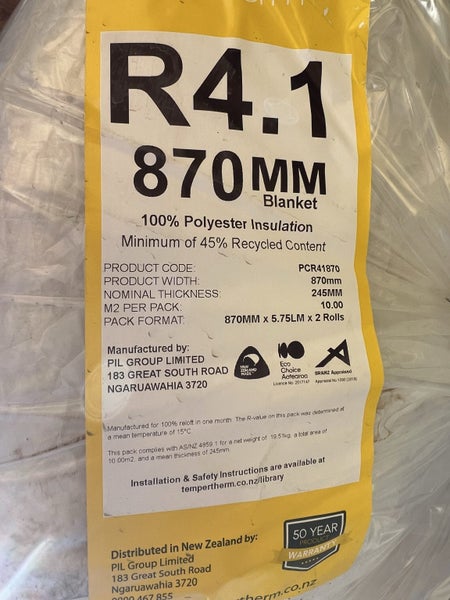 R4.1
870MM
Blanket
100% Polyester Insulation
Minimum of 45% Recycled Content
PRODUCT CODE: PCR41870
PRODUCT WIDTH: 870mm
NOMINAL THICKNESS: 245MM
M2 PER PACK: 10.00
PACK FORMAT: 870MM x 5.75LM x 2 Rolls
Manufactured by:
PIL GROUP LIMITED
183 GREAT SOUTH ROAD
NGARUAWAHIA 3720
Eco
Choice
Aotearoa
BRANZ Appraised
Manufactured for 100% reloft in one month. The R-value on this pack was determined at
a mean temperature of 15°C.
This pack complies with AS/NZ 4859.1 for a net weight of 19.51kg, a total area of
10.00m2, and a mean thickness of 245mm.
Installation & Safety Instructions are available at
tempertherm.co.nz/library
50 YEAR
PRODUCT
WARRANTY
Distributed in New Zealand by:
PIL Group Limited
183 Great South Road
Ngaruawahia 3720
0800 467 855